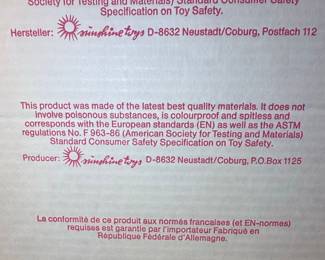 Society for Testing and Materials) Standard Consumer Safety
Specification on Toy Safety.
Hersteller: sunshine toys D-8632 Neustadt/Coburg, Postfach 112
This product was made of the latest best quality materials. It does not
involve poisonous substances, is colourproof and spitless and
corresponds with the European standards (EN) as well as the ASTM
regulations No. F 963-86 (American Society for Testing and Materials)
Standard Consumer Safety Specification on Toy Safety.
Producer: sunshine toys D-8632 Neustadt/Coburg, P.O.Box 1125
La conformité de ce produit aux normés francaises (et EN-normes)
requises est garantie par l'importateur Fabriqué en
République Fédérale d'Allemagne.